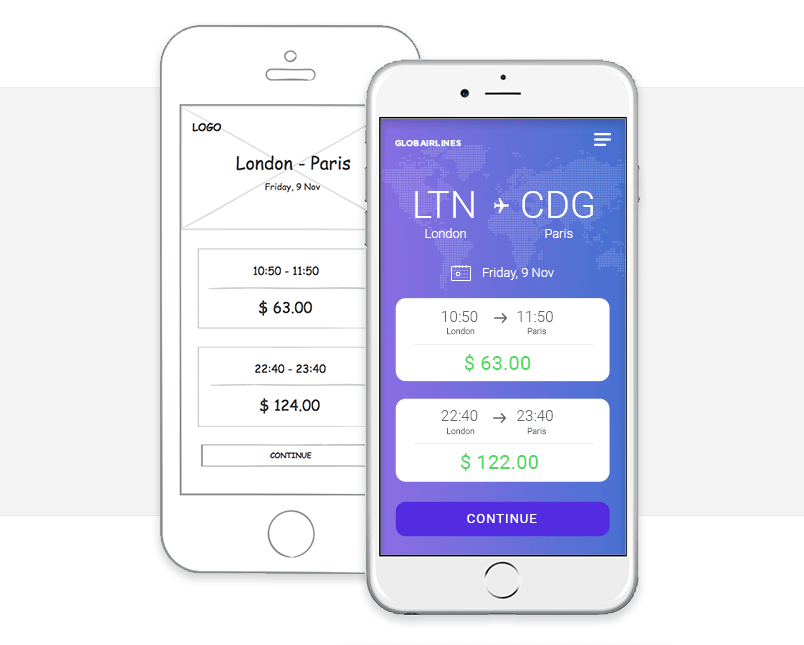 LOGO
London - Paris
Friday, 9 Nov
10:50 - 11:50
$ 63.00
22:40 - 23:40
$ 124.00
CONTINUE
GLOBAIRLINES
LTN CDG
London Paris
Friday, 9 Nov
10:50 11:50
London Paris
$ 63.00
22:40 23:40
London Paris
$ 122.00
CONTINUE